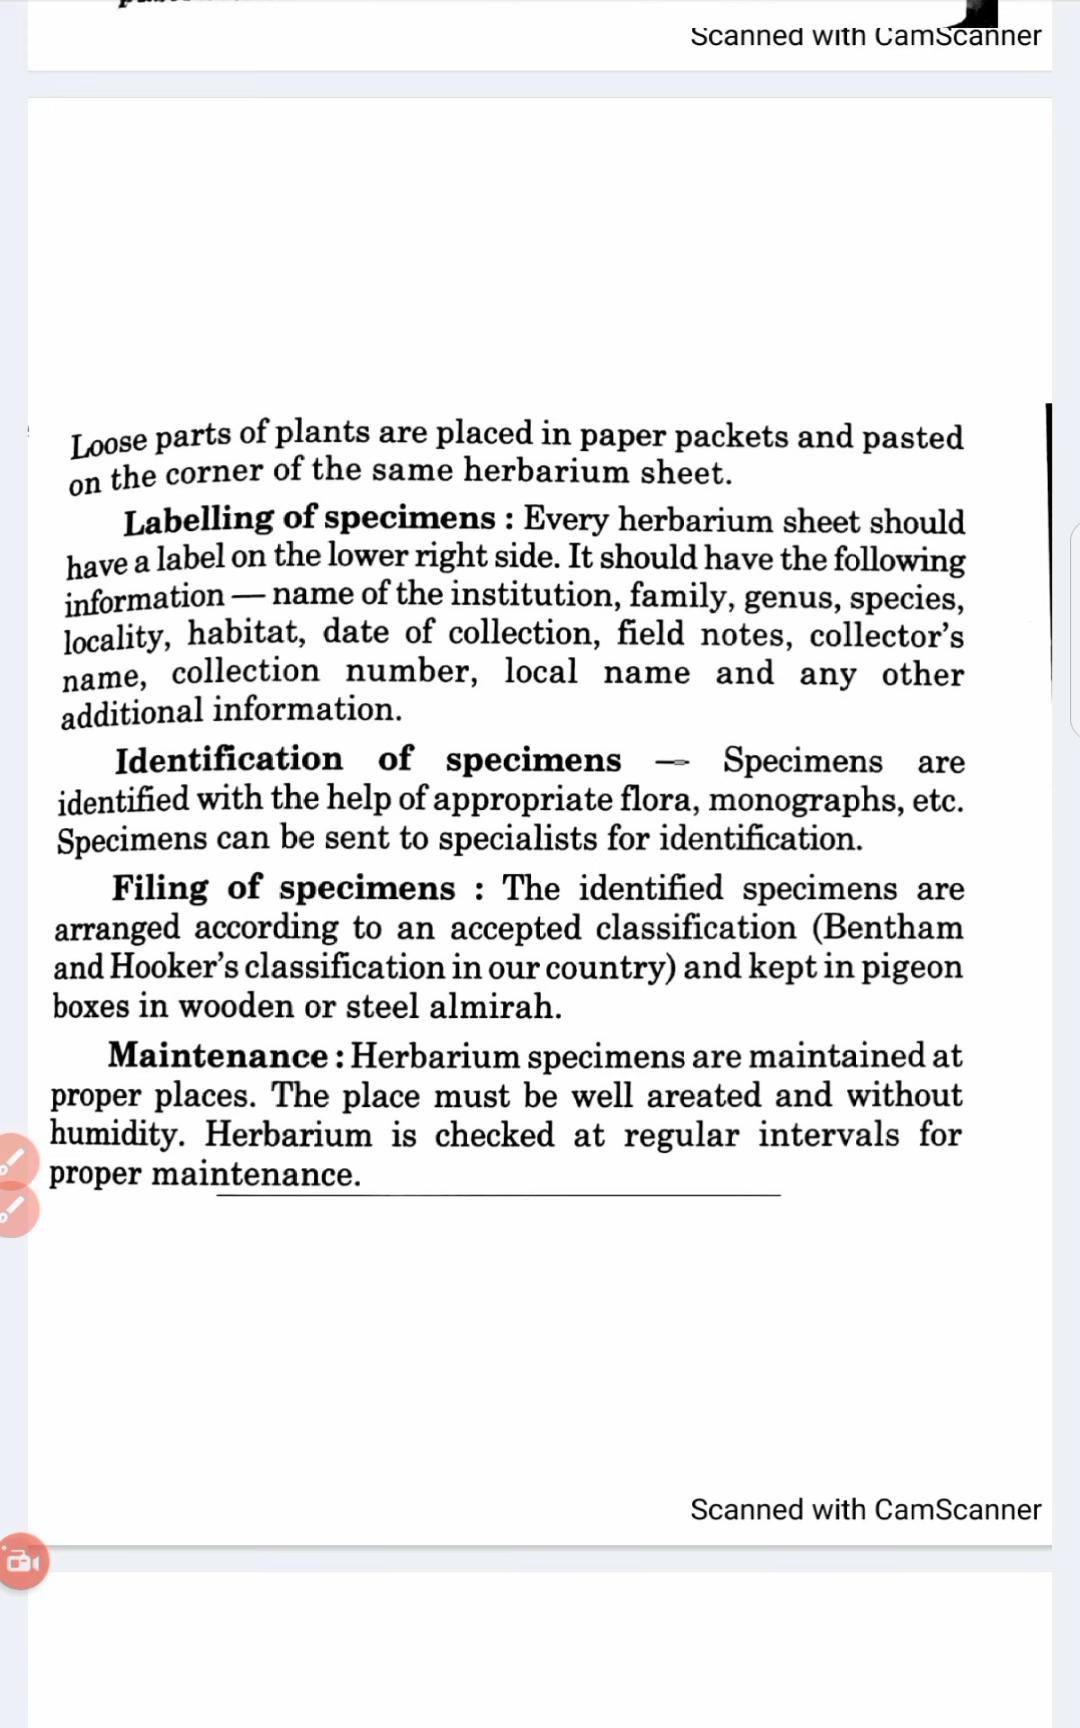 Scanned with CamScanner
Loose parts of plants are placed in paper packets and pasted
on the corner of the same herbarium sheet.
Labelling of specimens : Every herbarium sheet should
have a label on the lower right side. It should have the following
information — name of the institution, family, genus, species,
locality, habitat, date of collection, field notes, collector's
name, collection number, local name and any other
additional information.
Identification of specimens — Specimens are
identified with the help of appropriate flora, monographs, etc.
Specimens can be sent to specialists for identification.
Filing of specimens : The identified specimens are
arranged according to an accepted classification (Bentham
and Hooker's classification in our country) and kept in pigeon
boxes in wooden or steel almirah.
Maintenance : Herbarium specimens are maintained at
proper places. The place must be well areated and without
humidity. Herbarium is checked at regular intervals for
proper maintenance.
Scanned with CamScanner